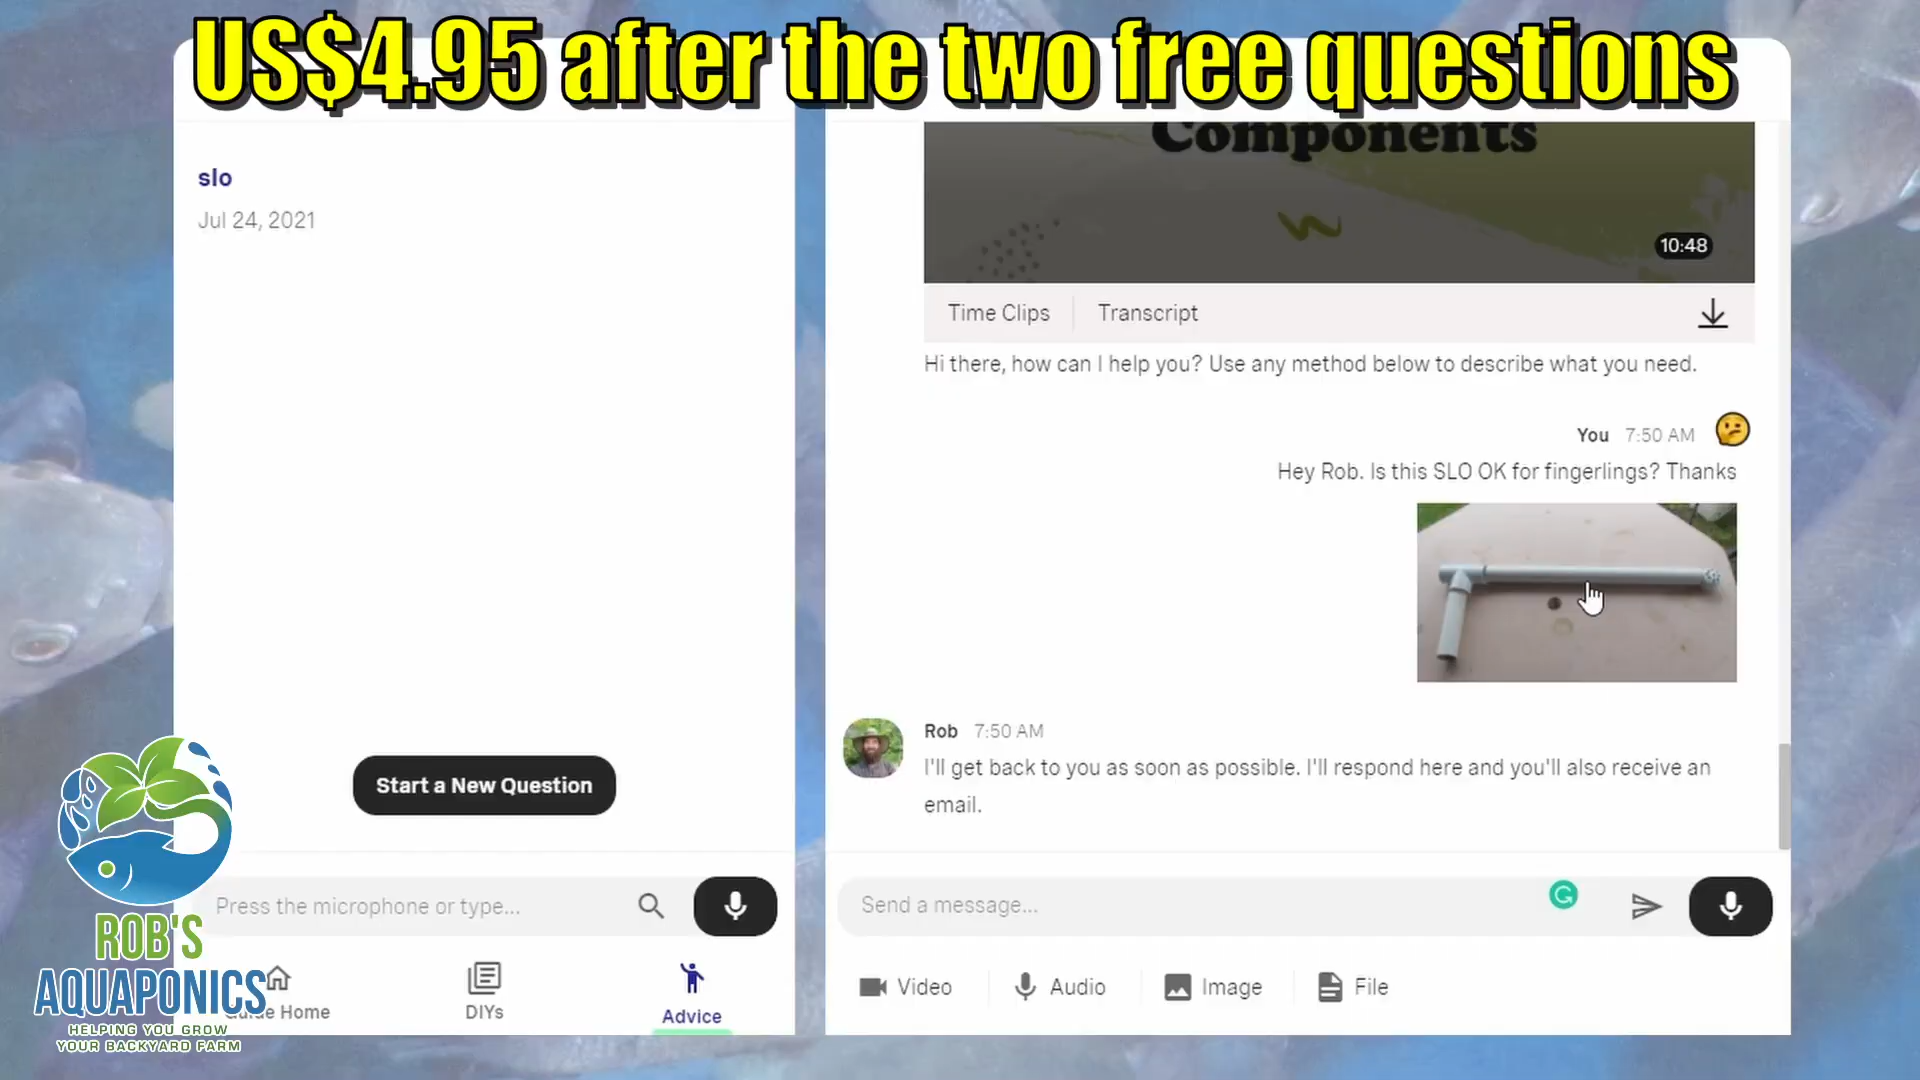 US$4.95 after the two free questions
slo
Jul 24, 2021
Start a New Question
Press the microphone or type...
DIYs
Advice
Components
10:48
Time Clips
Transcript
Hi there, how can I help you? Use any method below to describe what you need.
You 7:50 AM
Hey Rob. Is this SLO OK for fingerlings? Thanks
Rob 7:50 AM
I'll get back to you as soon as possible. I'll respond here and you'll also receive an
email.
Send a message...
Video
Audio
Image
File
ROB'S
AQUAPONICS
Home
HELPING YOU GROW
YOUR BACKYARD FARM